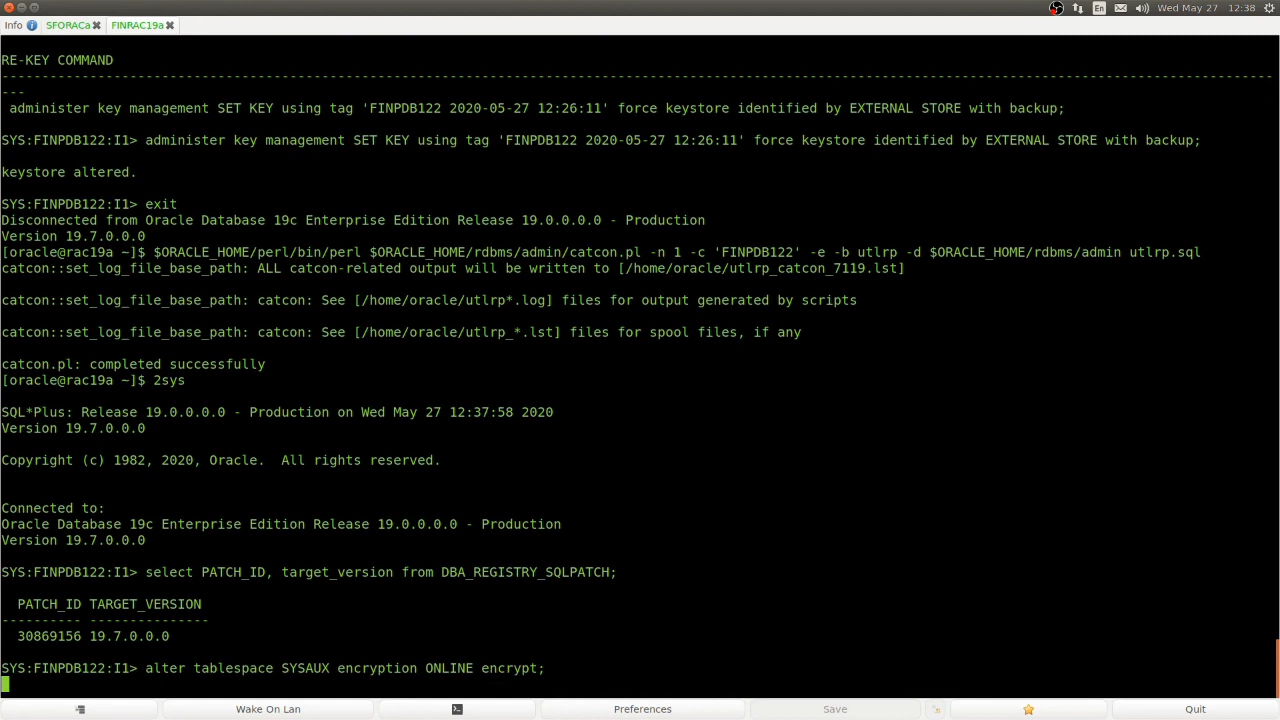 Wed May 27 12:38
En
Info SFORACa FINRAC19a
RE-KEY COMMAND
---------------------------------------------------------------------------------------------------------------------------------------------------------------
---
administer key management SET KEY using tag 'FINPDB122 2020-05-27 12:26:11' force keystore identified by EXTERNAL STORE with backup;
SYS:FINPDB122:I1> administer key management SET KEY using tag 'FINPDB122 2020-05-27 12:26:11' force keystore identified by EXTERNAL STORE with backup;
keystore altered.
SYS:FINPDB122:I1> exit
Disconnected from Oracle Database 19c Enterprise Edition Release 19.0.0.0.0 - Production
Version 19.7.0.0.0
[oracle@rac19a ~]$ $ORACLE_HOME/perl/bin/perl $ORACLE_HOME/rdbms/admin/catcon.pl -n 1 -c 'FINPDB122' -e -b utlrp -d $ORACLE_HOME/rdbms/admin utlrp.sql
catcon::set_log_file_base_path: ALL catcon-related output will be written to [/home/oracle/utlrp_catcon_7119.lst]
catcon::set_log_file_base_path: catcon: See [/home/oracle/utlrp*.log] files for output generated by scripts
catcon::set_log_file_base_path: catcon: See [/home/oracle/utlrp_*.lst] files for spool files, if any
catcon.pl: completed successfully
[oracle@rac19a ~]$ 2sys
SQL*Plus: Release 19.0.0.0.0 - Production on Wed May 27 12:37:58 2020
Version 19.7.0.0.0
Copyright (c) 1982, 2020, Oracle.  All rights reserved.
Connected to:
Oracle Database 19c Enterprise Edition Release 19.0.0.0.0 - Production
Version 19.7.0.0.0
SYS:FINPDB122:I1> select PATCH_ID, target_version from DBA_REGISTRY_SQLPATCH;
PATCH_ID TARGET_VERSION
---------- ---------------
30869156 19.7.0.0.0
SYS:FINPDB122:I1> alter tablespace SYSAUX encryption ONLINE encrypt;
Wake On Lan Preferences Save Quit